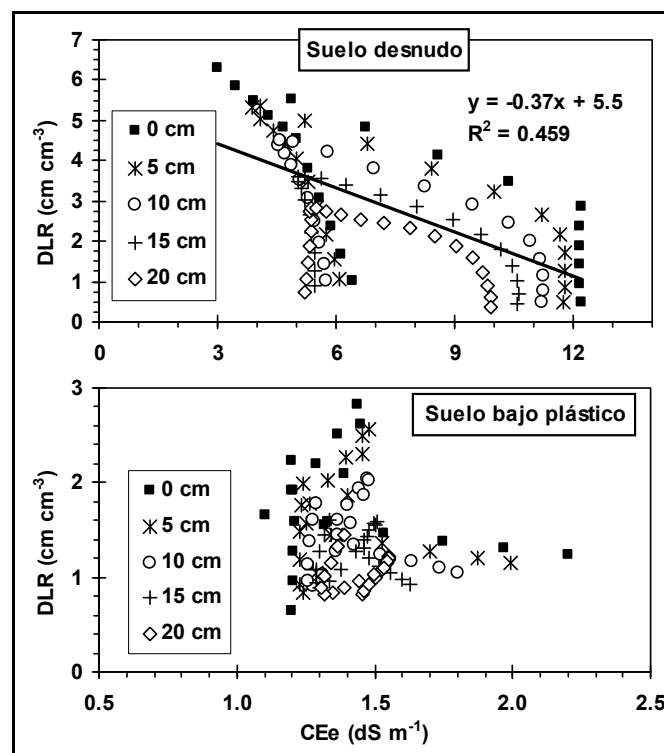 Suelo desnudo
y = -0.37x + 5.5
R² = 0.459
0 cm
5 cm
10 cm
15 cm
20 cm
DLR (cm cm⁻³)
7
6
5
4
3
2
1
0
0 3 6 9 12
Suelo bajo plástico
0 cm
5 cm
10 cm
15 cm
20 cm
DLR (cm cm⁻³)
3
2
1
0
0.5 1.0 1.5 2.0 2.5
CEe (dS m⁻¹)